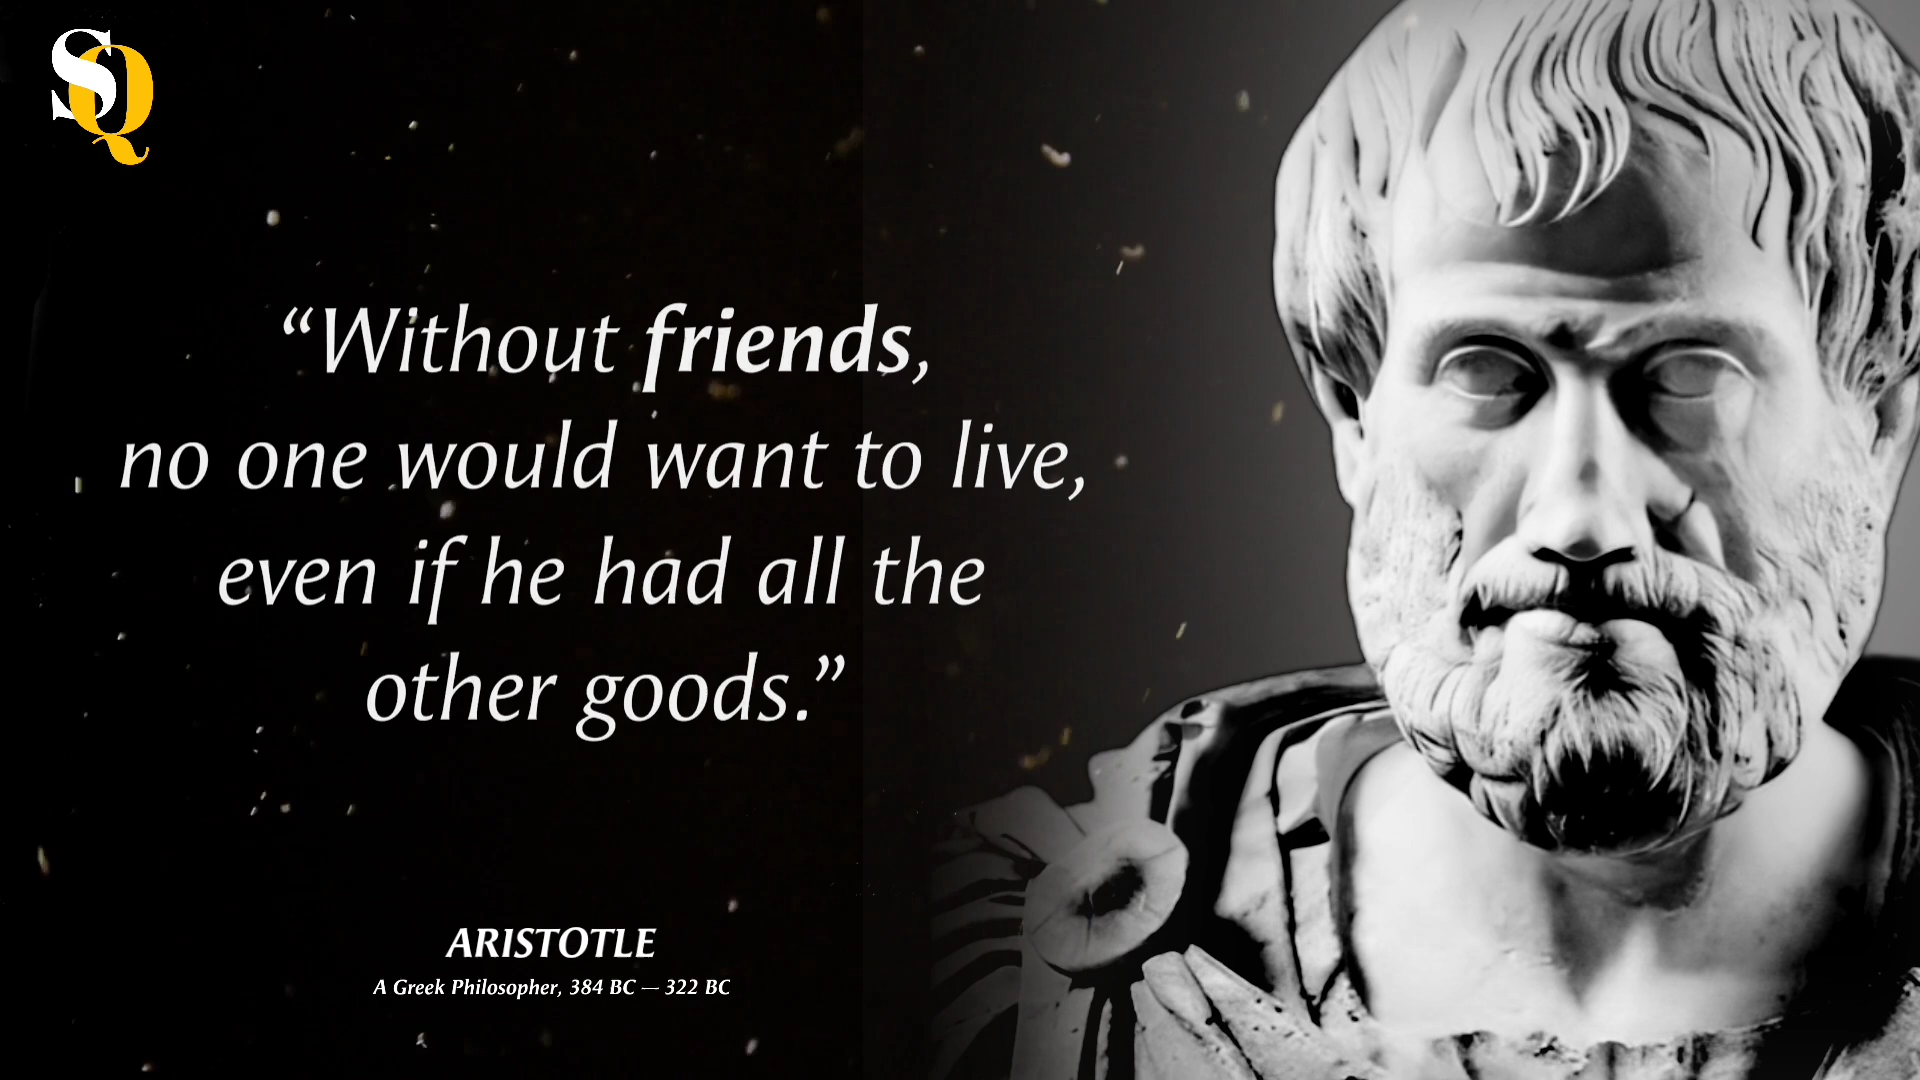 SQ
“Without friends,
no one would want to live,
even if he had all the
other goods.”
ARISTOTLE
A Greek Philosopher, 384 BC — 322 BC